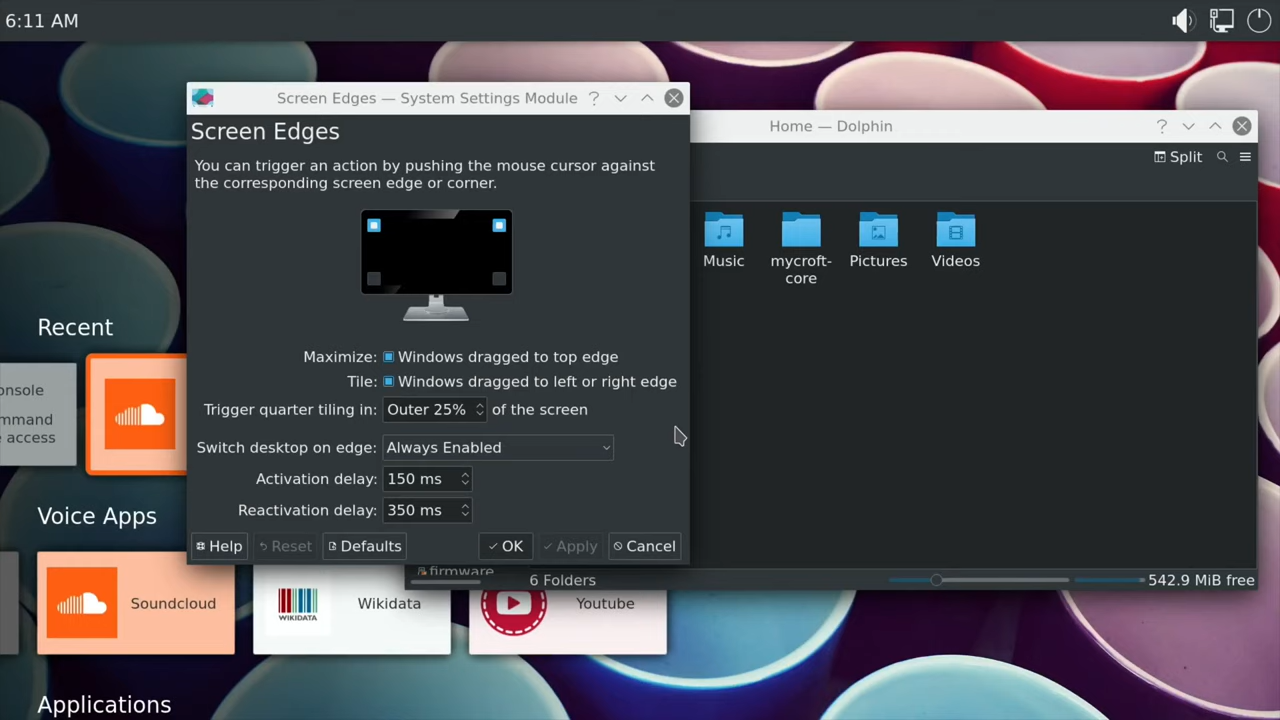 6:11 AM
Screen Edges — System Settings Module
Screen Edges
You can trigger an action by pushing the mouse cursor against
the corresponding screen edge or corner.
Maximize: Windows dragged to top edge
Tile: Windows dragged to left or right edge
Trigger quarter tiling in: Outer 25% of the screen
Switch desktop on edge: Always Enabled
Activation delay: 150 ms
Reactivation delay: 350 ms
Help Reset Defaults OK Apply Cancel
Home — Dolphin
Split
Music
mycroft-
core
Pictures
Videos
firmware
6 Folders
542.9 MiB free
Recent
onsole
ommand
e access
Voice Apps
Soundcloud
WIKIDATA
Wikidata
Youtube
Applications